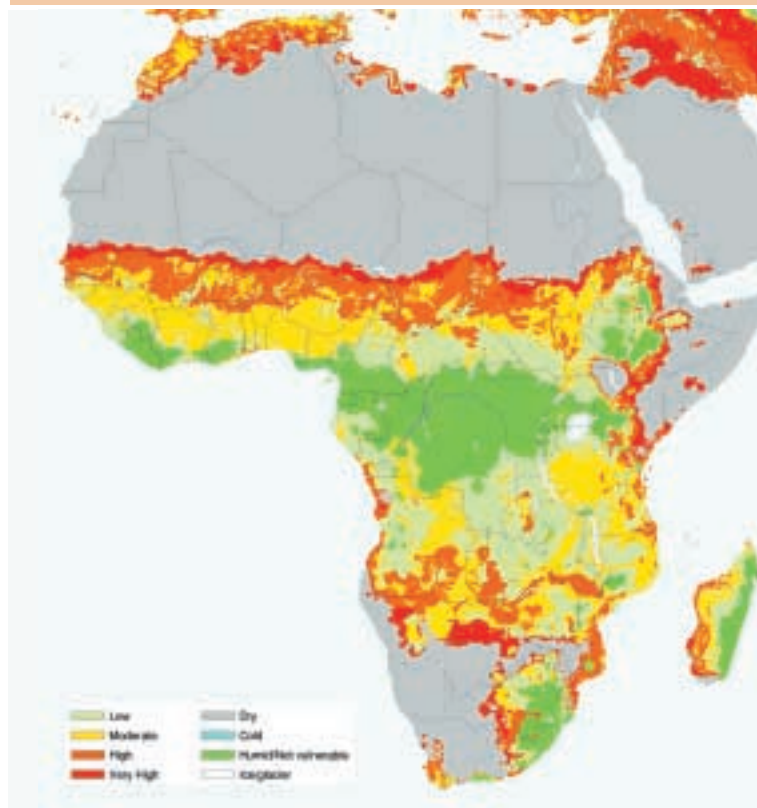 Low
Moderate
High
Very High
Dry
Cold
Humid/Not vulnerable
Ice/glacier